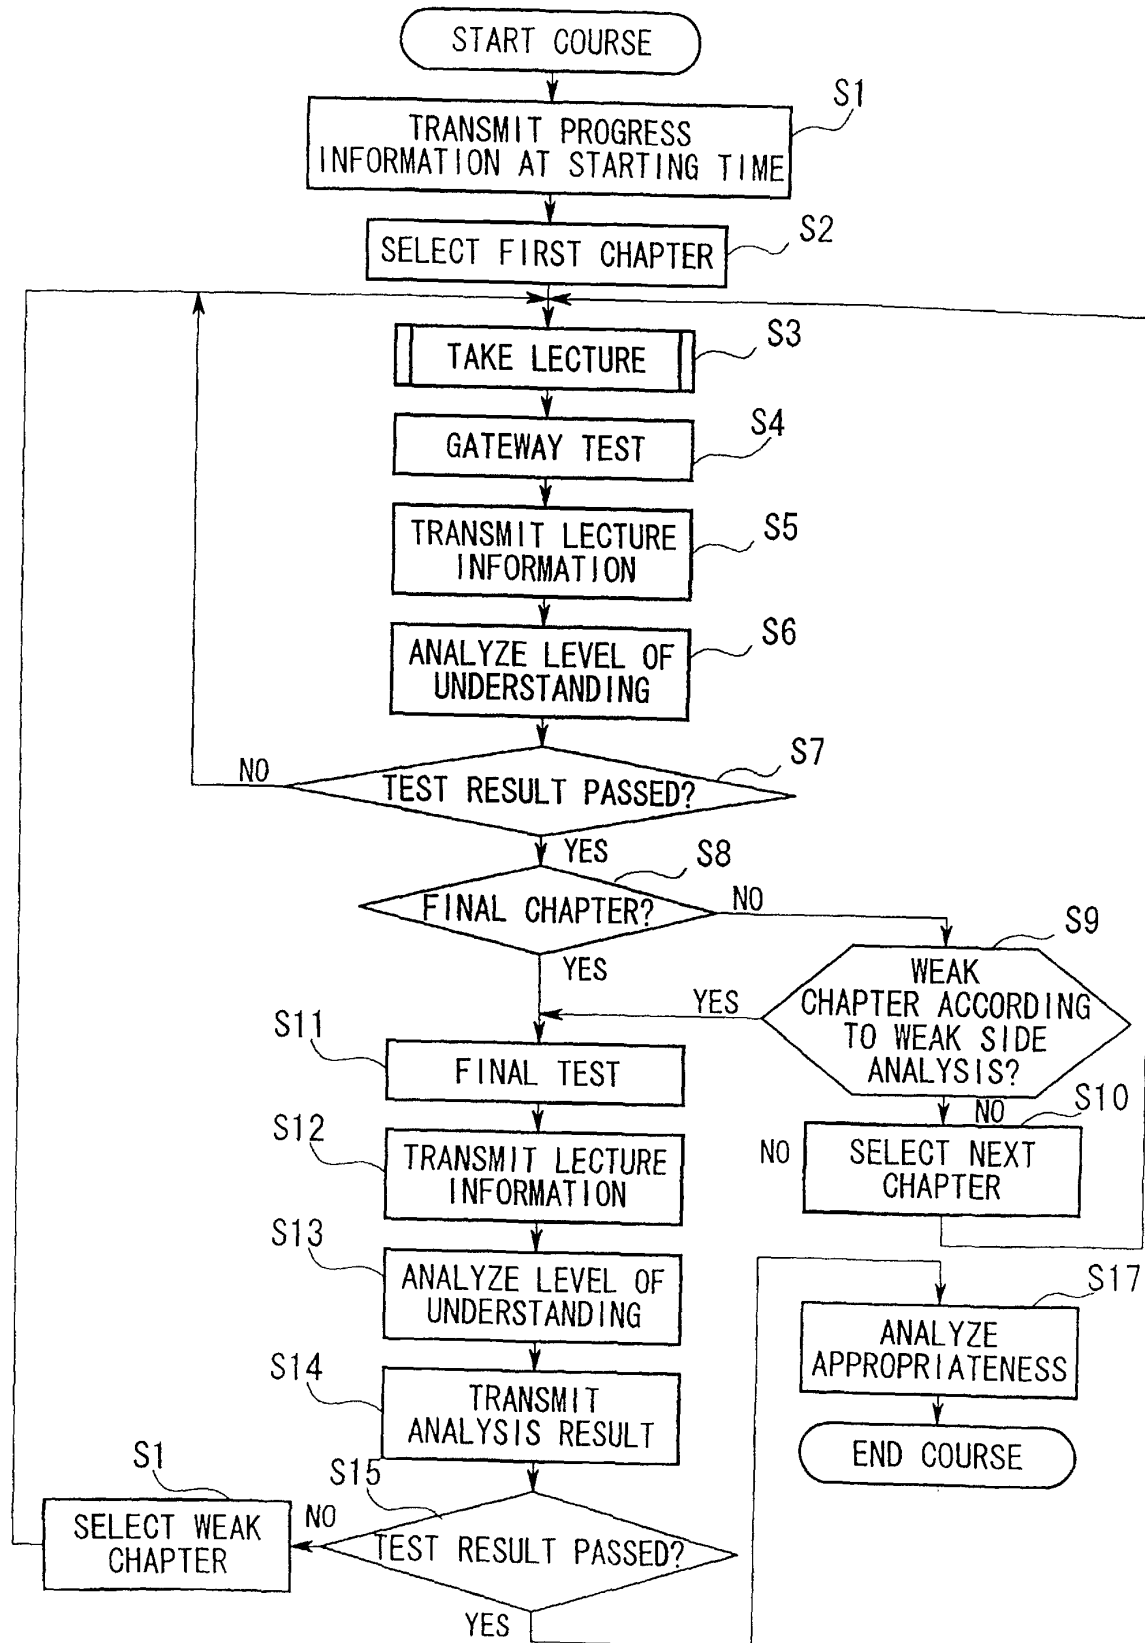 START COURSE
S1
TRANSMIT PROGRESS
INFORMATION AT STARTING TIME
S2
SELECT FIRST CHAPTER
S3
TAKE LECTURE
S4
GATEWAY TEST
S5
TRANSMIT LECTURE
INFORMATION
S6
ANALYZE LEVEL OF
UNDERSTANDING
S7
NO
TEST RESULT PASSED?
YES
S8
FINAL CHAPTER?
NO
YES
S9
WEAK
CHAPTER ACCORDING
TO WEAK SIDE
ANALYSIS?
YES
NO
S10
NO
SELECT NEXT
CHAPTER
S11
FINAL TEST
S12
TRANSMIT LECTURE
INFORMATION
S13
ANALYZE LEVEL OF
UNDERSTANDING
S14
TRANSMIT
ANALYSIS RESULT
S15
TEST RESULT PASSED?
NO
S1
SELECT WEAK
CHAPTER
YES
S17
ANALYZE
APPROPRIATENESS
END COURSE